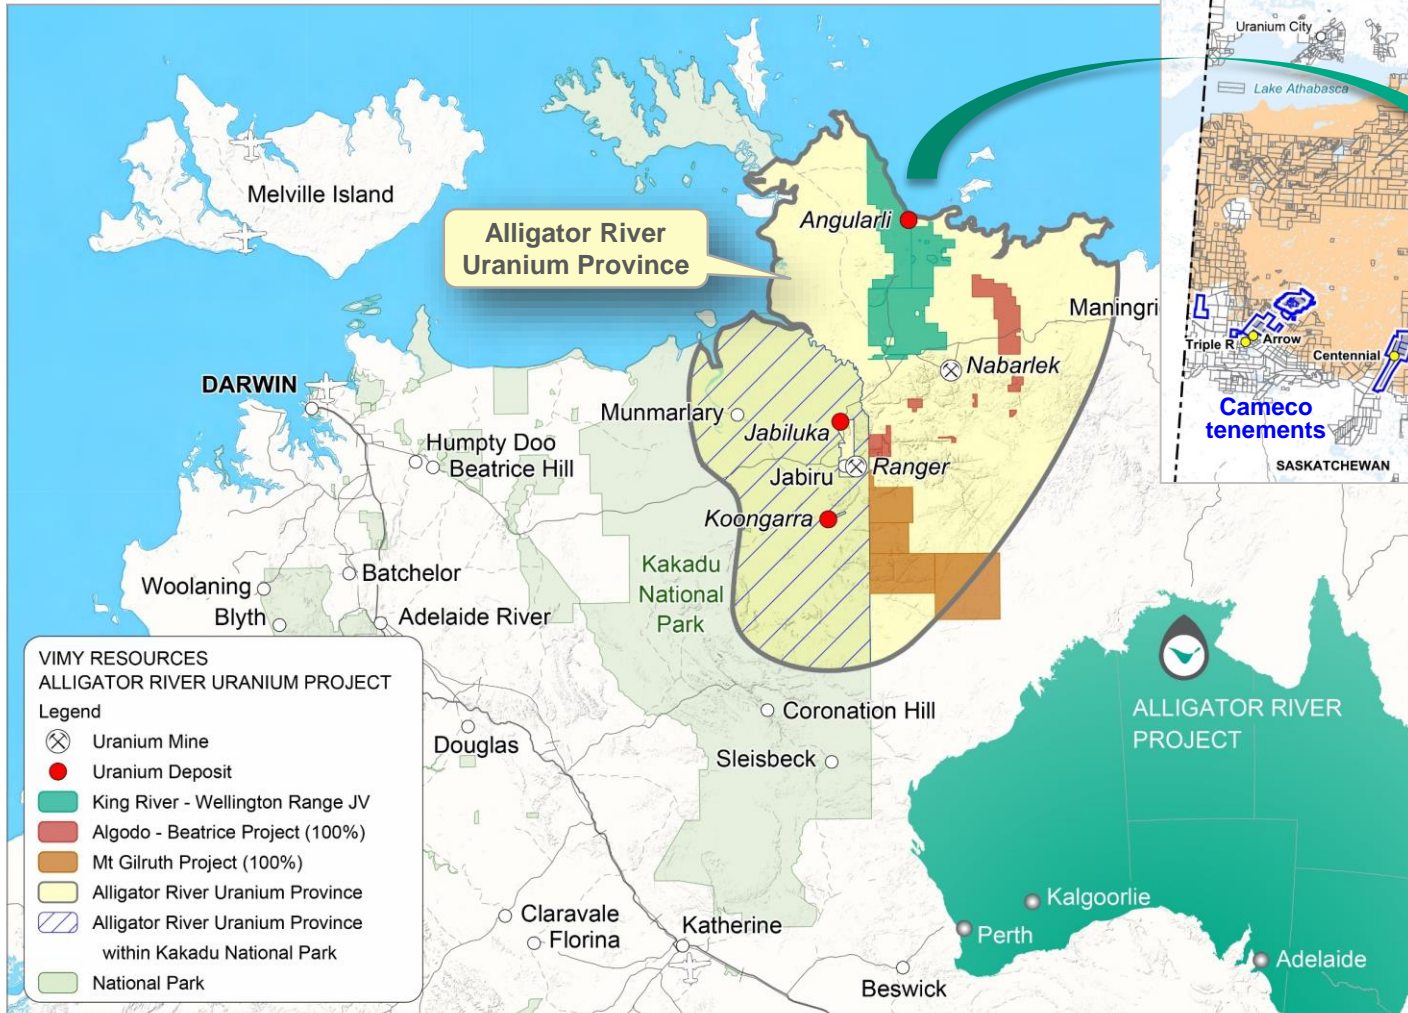 Uranium City
Lake Athabasca
Triple R
Arrow
Centennial
Cameco
tenements
SASKATCHEWAN
Melville Island
Alligator River
Uranium Province
Angularli
Maningri
Nabarlek
DARWIN
Munmarlary
Jabiluka
Humpty Doo
Beatrice Hill
Jabiru
Ranger
Koongarra
Kakadu
National
Park
Batchelor
Woolaning
Blyth
Adelaide River
Coronation Hill
Douglas
Sleisbeck
Claravale
Florina
Katherine
Beswick
VIMY RESOURCES
ALLIGATOR RIVER URANIUM PROJECT
Legend
Uranium Mine
Uranium Deposit
King River - Wellington Range JV
Algodo - Beatrice Project (100%)
Mt Gilruth Project (100%)
Alligator River Uranium Province
Alligator River Uranium Province
within Kakadu National Park
National Park
ALLIGATOR RIVER
PROJECT
Kalgoorlie
Perth
Adelaide